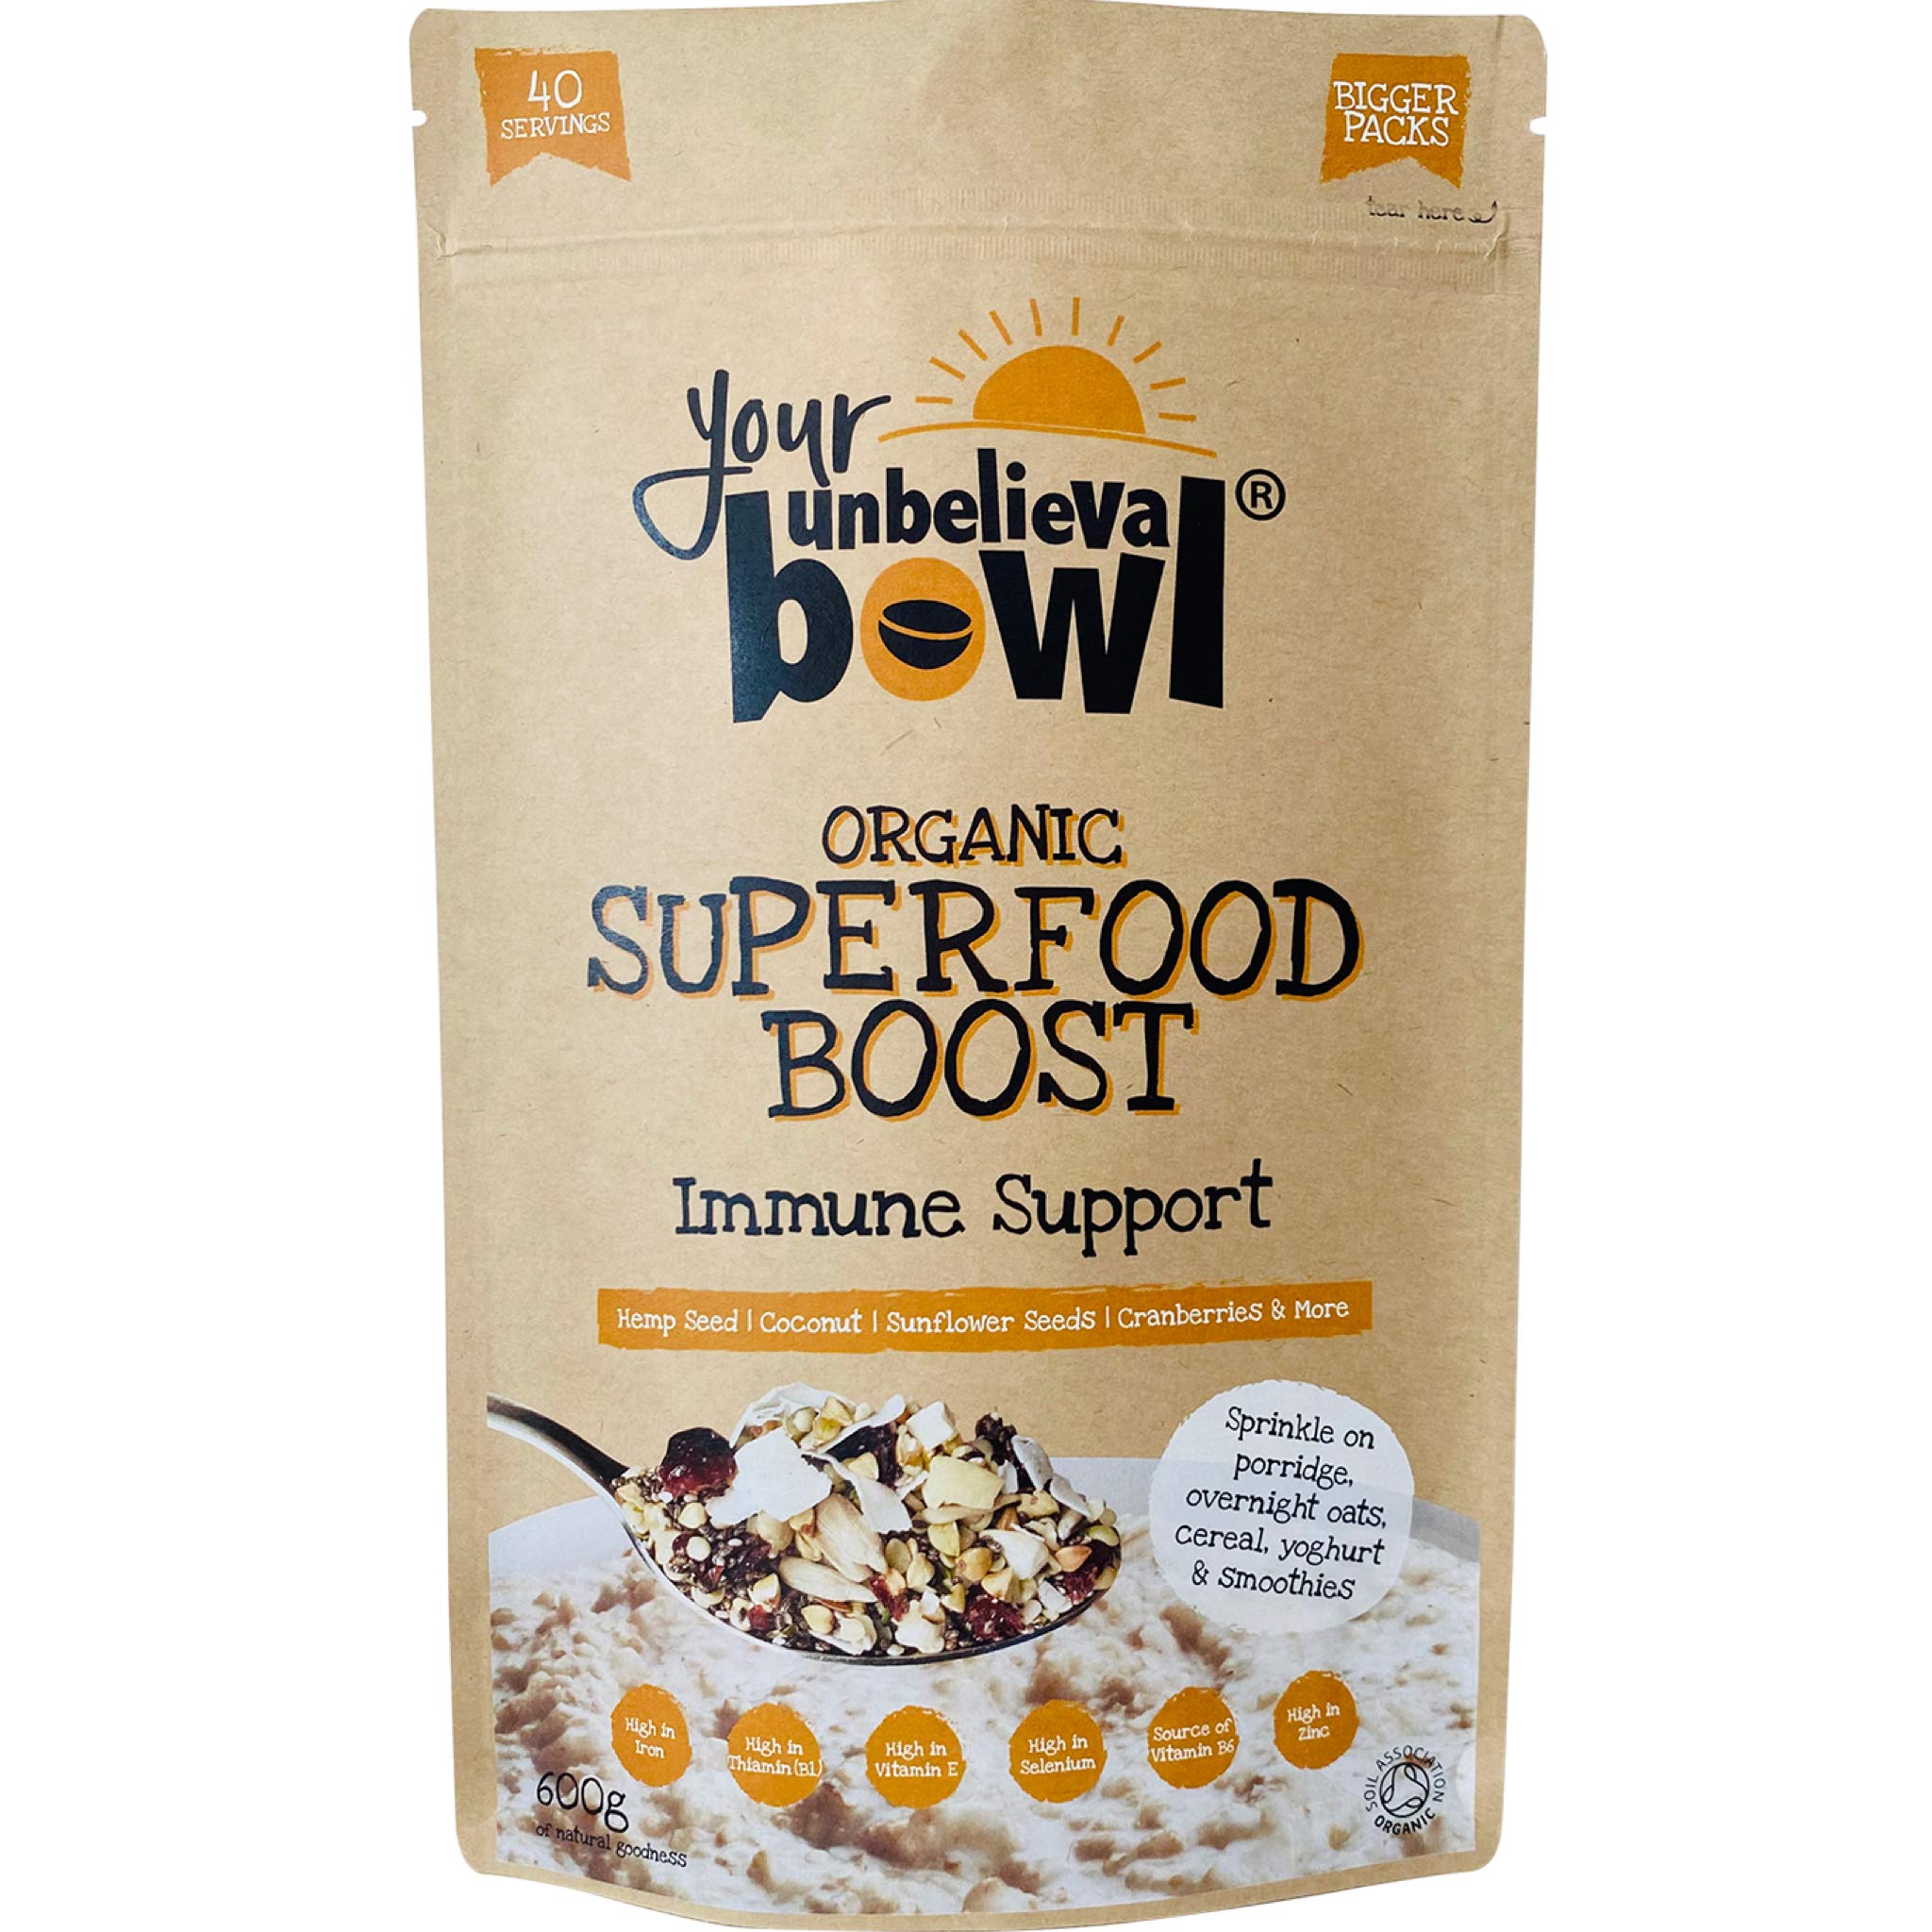 40
SERVINGS
BIGGER
PACKS
tear here
your
unbelieva
bowl®
ORGANIC
SUPERFOOD
BOOST
Immune Support
Hemp Seed | Coconut | Sunflower Seeds | Cranberries & More
Sprinkle on
porridge,
overnight oats,
cereal, yoghurt
& smoothies
High in
Iron
High in
Thiamin (B1)
High in
Vitamin E
High in
Selenium
Source of
Vitamin B6
High in
Zinc
600g
of natural goodness
SOIL ASSOCIATION
ORGANIC